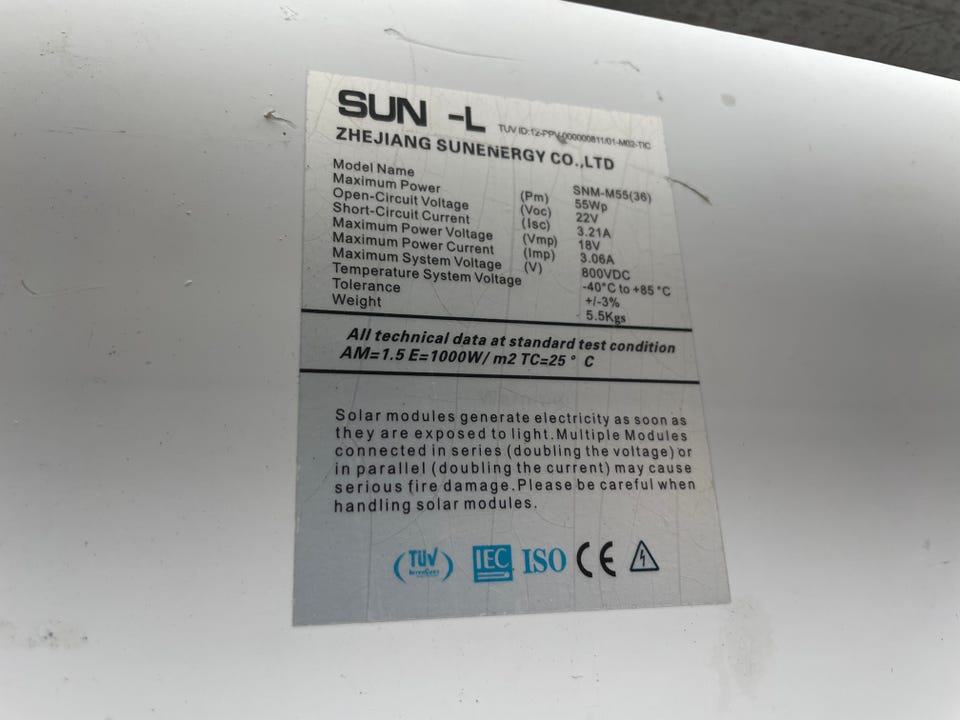 SUN -L TUV ID:12-PPV-000000811/01-M02-TIC
ZHEJIANG SUNENERGY CO.,LTD
Model Name SNM-M55(36)
Maximum Power (Pm) 55Wp
Open-Circuit Voltage (Voc) 22V
Short-Circuit Current (Isc) 3.21A
Maximum Power Voltage (Vmp) 18V
Maximum Power Current (Imp) 3.06A
Maximum System Voltage (V) 800VDC
Temperature System Voltage -40°C to +85 °C
Tolerance +/-3%
Weight 5.5Kgs
All technical data at standard test condition
AM=1.5 E=1000W/ m2 TC=25 ° C
Solar modules generate electricity as soon as
they are exposed to light.Multiple Modules
connected in series (doubling the voltage) or
in parallel (doubling the current) may cause
serious fire damage.Please be careful when
handling solar modules.
TUV IEC ISO CE